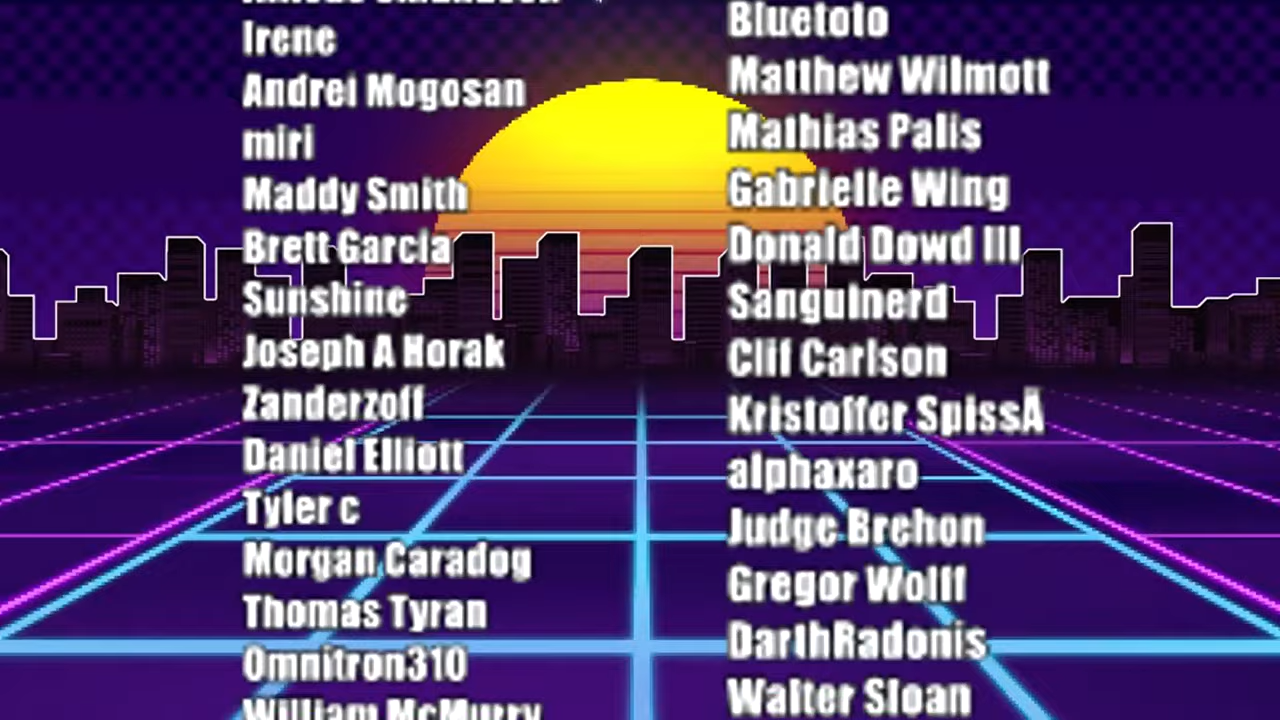 Irene
Andrei Mogosan
miri
Maddy Smith
Brett Garcia
Sunshine
Joseph A Horak
Zanderzoff
Daniel Elliott
Tyler c
Morgan Caradog
Thomas Tyran
Omnitron310
William McMurry
Bluetoto
Matthew Wilmott
Mathias Palis
Gabrielle Wing
Donald Dowd III
Sanguinerd
Clif Carlson
Kristoffer SpissÅ
alphaxaro
Judge Brehon
Gregor Wolff
DarthRadonis
Walter Sloan